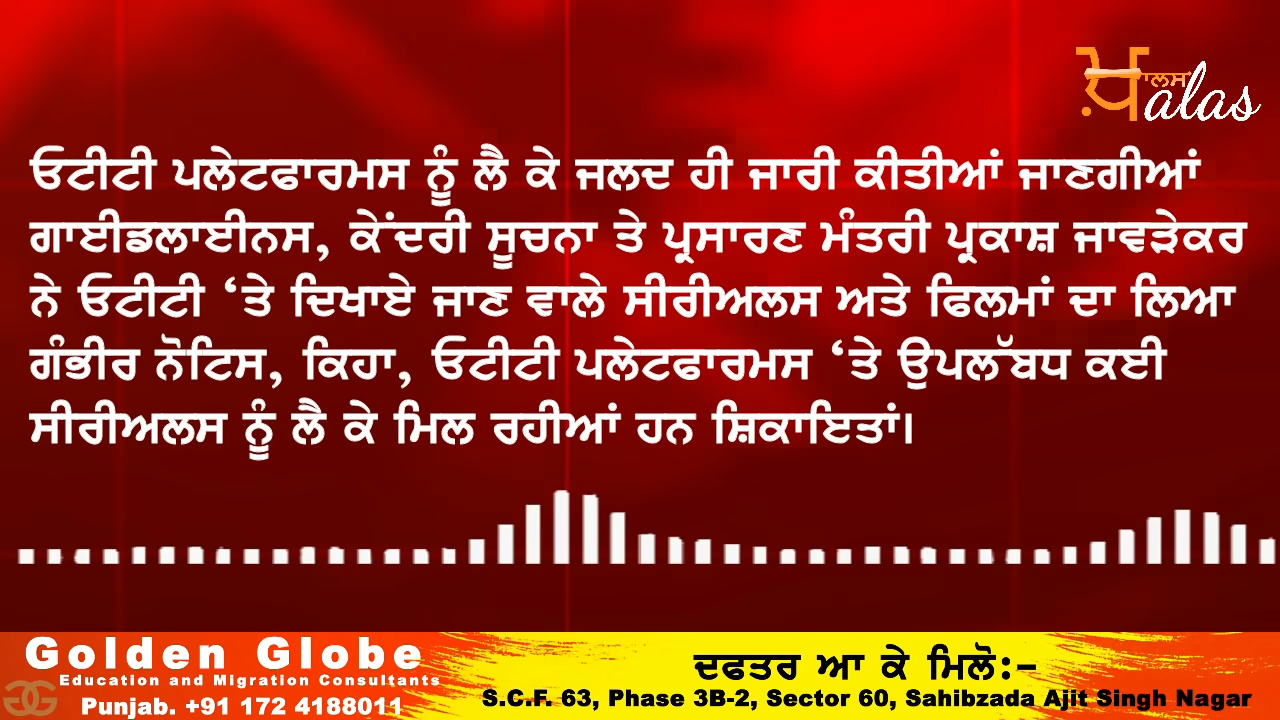 ਖ਼ਾਲਸ alas
ਓਟੀਟੀ ਪਲੇਟਫਾਰਮਸ ਨੂੰ ਲੈ ਕੇ ਜਲਦ ਹੀ ਜਾਰੀ ਕੀਤੀਆਂ ਜਾਣਗੀਆਂ
ਗਾਈਡਲਾਈਨਸ, ਕੇਂਦਰੀ ਸੂਚਨਾ ਤੇ ਪ੍ਰਸਾਰਣ ਮੰਤਰੀ ਪ੍ਰਕਾਸ਼ ਜਾਵੜੇਕਰ
ਨੇ ਓਟੀਟੀ ‘ਤੇ ਦਿਖਾਏ ਜਾਣ ਵਾਲੇ ਸੀਰੀਅਲਸ ਅਤੇ ਫਿਲਮਾਂ ਦਾ ਲਿਆ
ਗੰਭੀਰ ਨੋਟਿਸ, ਕਿਹਾ, ਓਟੀਟੀ ਪਲੇਟਫਾਰਮਸ ‘ਤੇ ਉਪਲੱਬਧ ਕਈ
ਸੀਰੀਅਲਸ ਨੂੰ ਲੈ ਕੇ ਮਿਲ ਰਹੀਆਂ ਹਨ ਸ਼ਿਕਾਇਤਾਂ।
Golden Globe
Education and Migration Consultants
Punjab. +91 172 4188011
ਦਫਤਰ ਆ ਕੇ ਮਿਲੋ:-
S.C.F. 63, Phase 3B-2, Sector 60, Sahibzada Ajit Singh Nagar